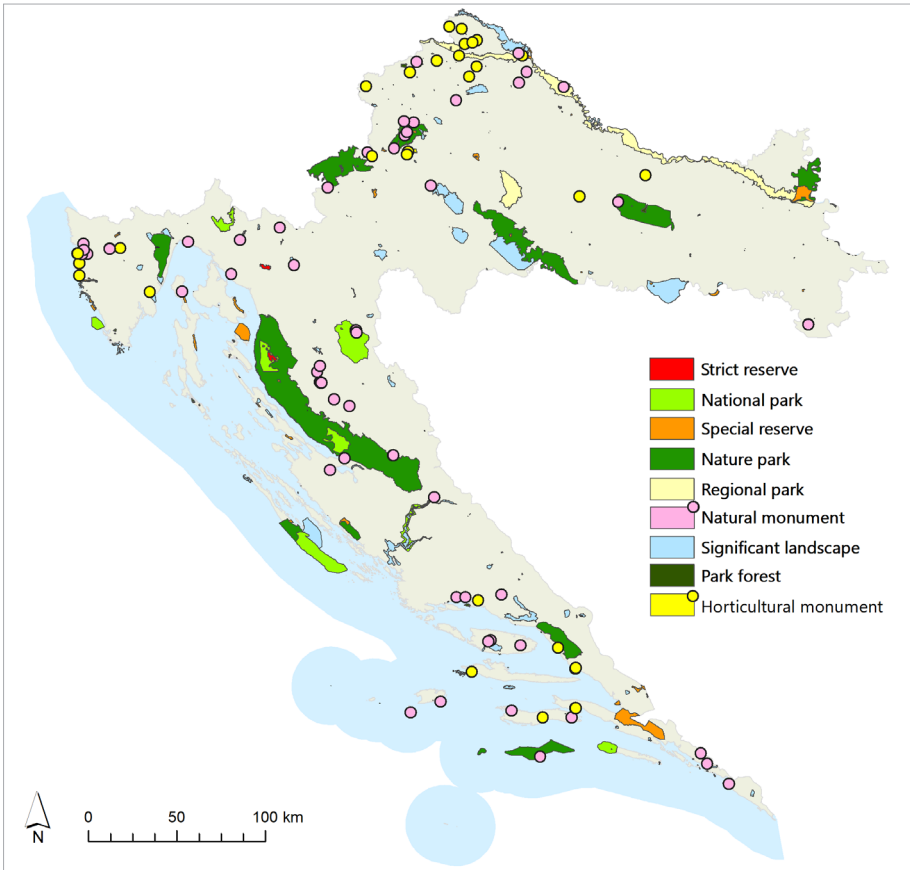 Strict reserve
National park
Special reserve
Nature park
Regional park
Natural monument
Significant landscape
Park forest
Horticultural monument
0 50 100 km
N